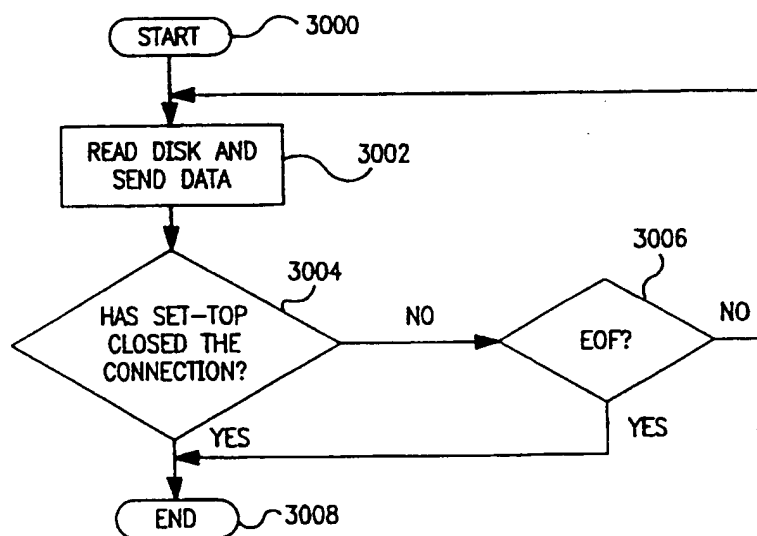 START
3000
READ DISK AND
SEND DATA
3002
HAS SET-TOP
CLOSED THE
CONNECTION?
3004
NO
EOF?
3006
NO
YES
YES
END
3008